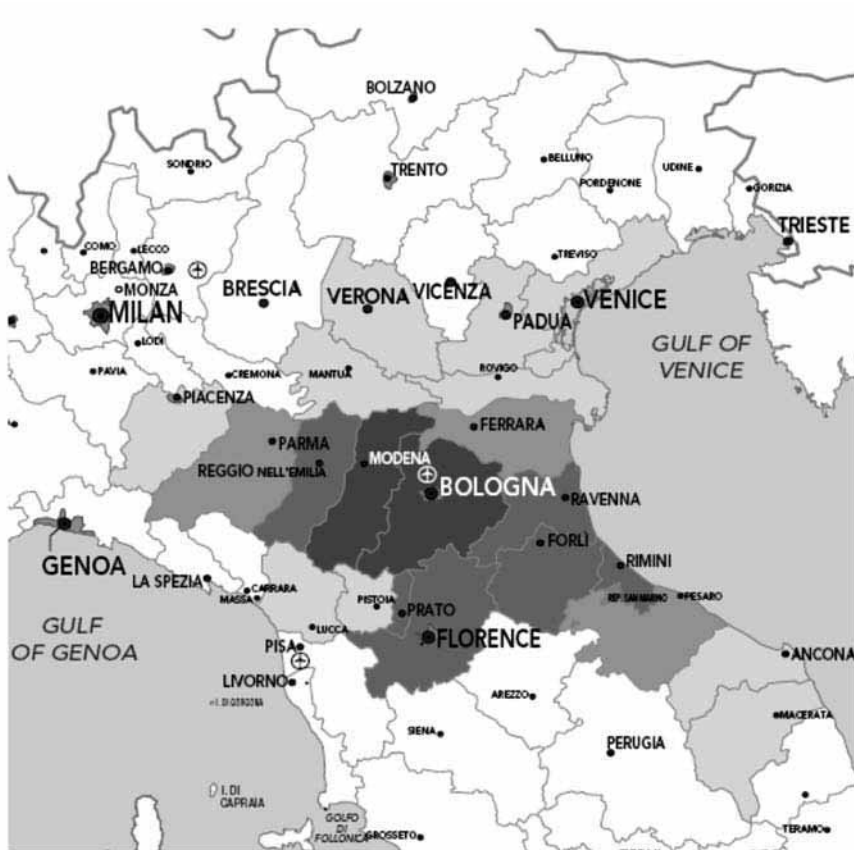 BOLZANO
SONDRIO
TRENTO
BELLUNO
UDINE
PORDENONE
GORIZIA
TRIESTE
COMO
LECCO
TREVISO
BERGAMO
MONZA
BRESCIA
VERONA
VICENZA
VENICE
MILAN
PADUA
LODI
GULF OF
VENICE
PAVIA
CREMONA
MANTUA
ROVIGO
PIACENZA
FERRARA
PARMA
MODENA
REGGIO NELL'EMILIA
BOLOGNA
RAVENNA
FORLÌ
GENOA
RIMINI
LA SPEZIA
CARRARA
MASSA
PISTOIA
PRATO
REP. SAN MARINO
PESARO
GULF
OF GENOA
LUCCA
FLORENCE
PISA
ANCONA
LIVORNO
AREZZO
I. DI GORGONA
MACERATA
SIENA
PERUGIA
I. DI
CAPRAIA
GOLFO
DI
FOLLONICA
GROSSETO
TERAMO